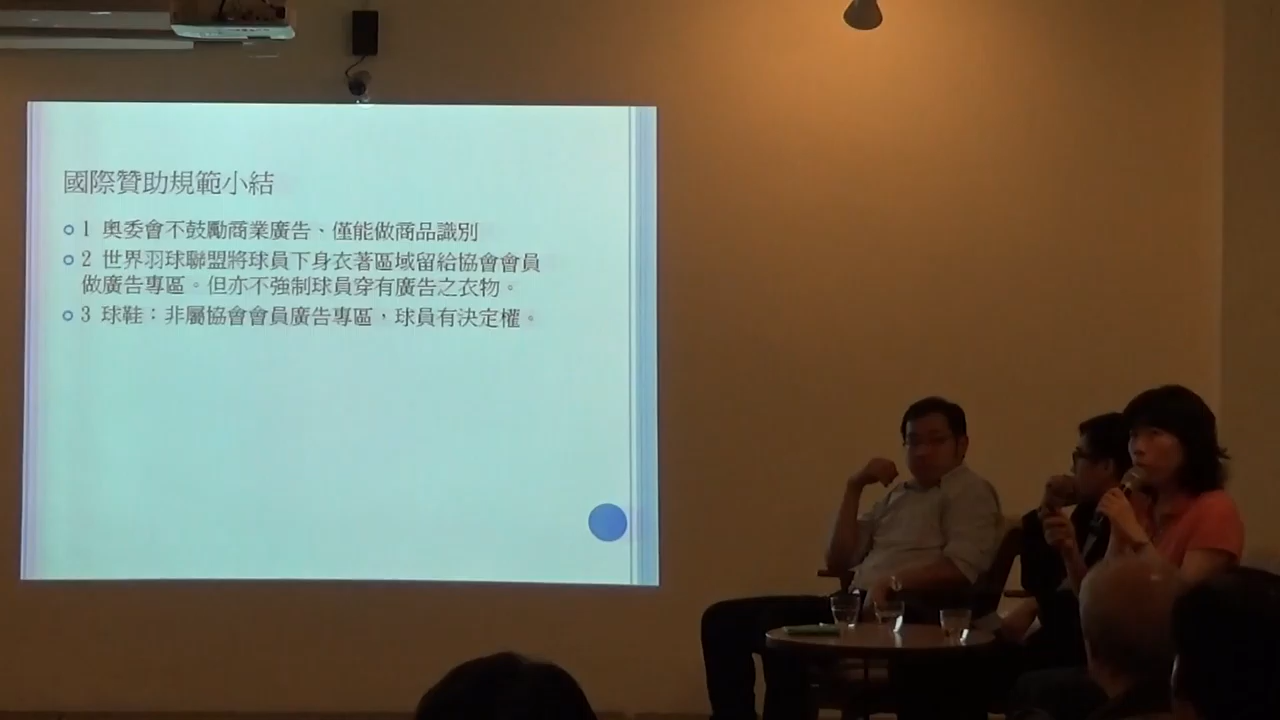 國際贊助規範小結
1 奧委會不鼓勵商業廣告、僅能做商品識別
2 世界羽球聯盟將球員下身衣著區域留給協會會員
做廣告專區。但亦不強制球員穿有廣告之衣物。
3 球鞋：非屬協會會員廣告專區，球員有決定權。